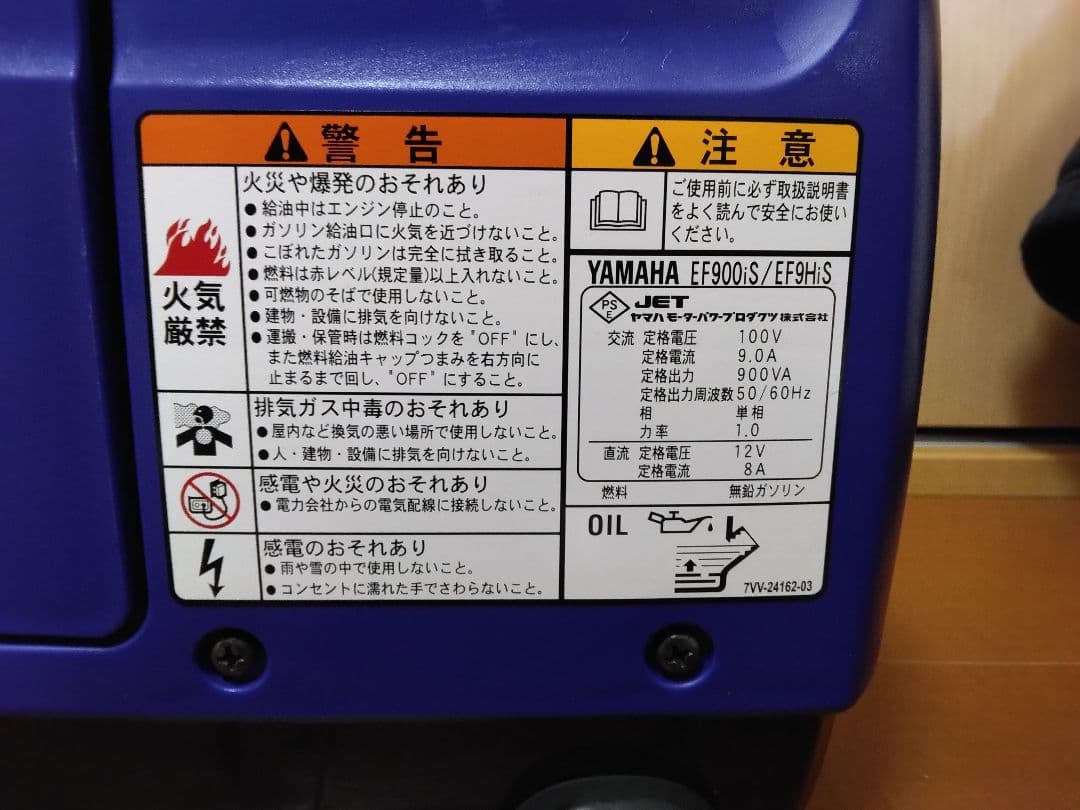 警告
火気
厳禁
火災や爆発のおそれあり
●給油中はエンジン停止のこと。
●ガソリン給油口に火気を近づけないこと。
●こぼれたガソリンは完全に拭き取ること。
●燃料は赤レベル(規定量)以上入れないこと。
●可燃物のそばで使用しないこと。
●建物・設備に排気を向けないこと。
●運搬・保管時は燃料コックを"OFF"にし、
また燃料給油キャップつまみを右方向に
止まるまで回し、"OFF"にすること。
排気ガス中毒のおそれあり
●屋内など換気の悪い場所で使用しないこと。
●人・建物・設備に排気を向けないこと。
感電や火災のおそれあり
●電力会社からの電気配線に接続しないこと。
感電のおそれあり
●雨や雪の中で使用しないこと。
●コンセントに濡れた手でさわらないこと。
注意
ご使用前に必ず取扱説明書
をよく読んで安全にお使い
ください。
YAMAHA EF900iS/EF9HiS
PS
E
JET
ヤマハモーターパワープロダクツ株式会社
交流 定格電圧 100V
定格電流 9.0A
定格出力 900VA
定格出力周波数 50/60Hz
相 単相
力率 1.0
直流 定格電圧 12V
定格電流 8A
燃料 無鉛ガソリン
OIL
7VV-24162-03